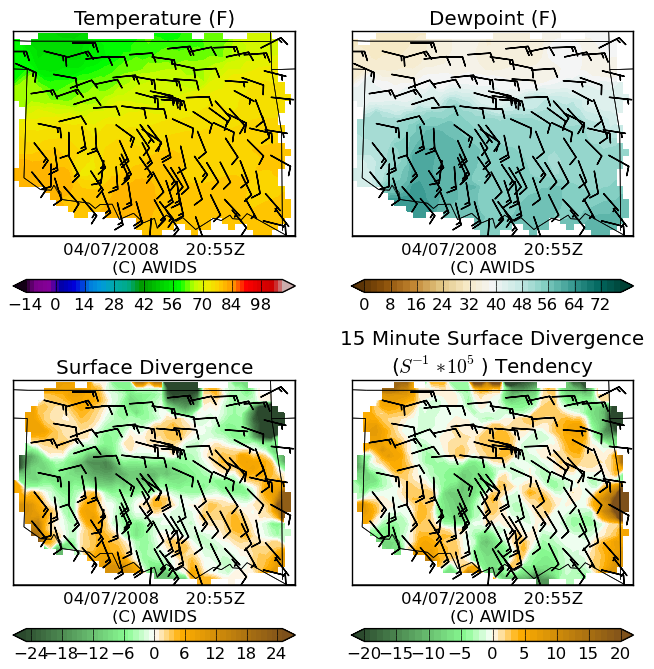 Temperature (F)
Dewpoint (F)
04/07/2008 20:55Z
(C) AWIDS
04/07/2008 20:55Z
(C) AWIDS
−14 0 14 28 42 56 70 84 98
0 8 16 24 32 40 48 56 64 72
Surface Divergence
15 Minute Surface Divergence
(S⁻¹ *10⁵ ) Tendency
04/07/2008 20:55Z
(C) AWIDS
04/07/2008 20:55Z
(C) AWIDS
−24 −18 −12 −6 0 6 12 18 24
−20 −15 −10 −5 0 5 10 15 20